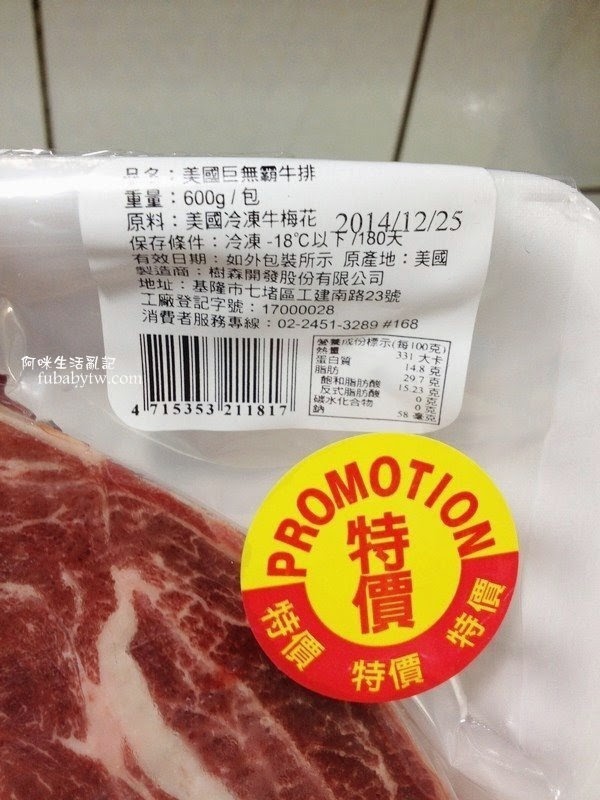 品名：美國巨無霸牛排
重量：600g/包
原料：美國冷凍牛梅花 2014/12/25
保存條件：冷凍 -18℃以下/180天
有效日期：如外包裝所示 原產地：美國
製造商：樹森開發股份有限公司
地址：基隆市七堵區工建南路23號
工廠登記字號：17000028
消費者服務專線：02-2451-3289 #168
營養成份標示(每100克)
熱量 331 大卡
蛋白質 14.8 克
脂肪 29.7 克
飽和脂肪酸 15.23 克
反式脂肪酸 0 克
碳水化合物 0 克
鈉 58 毫克
4 715353 211817
阿咪生活亂記
fubabytw.com
PROMOTION
特價
特價 特價 特價